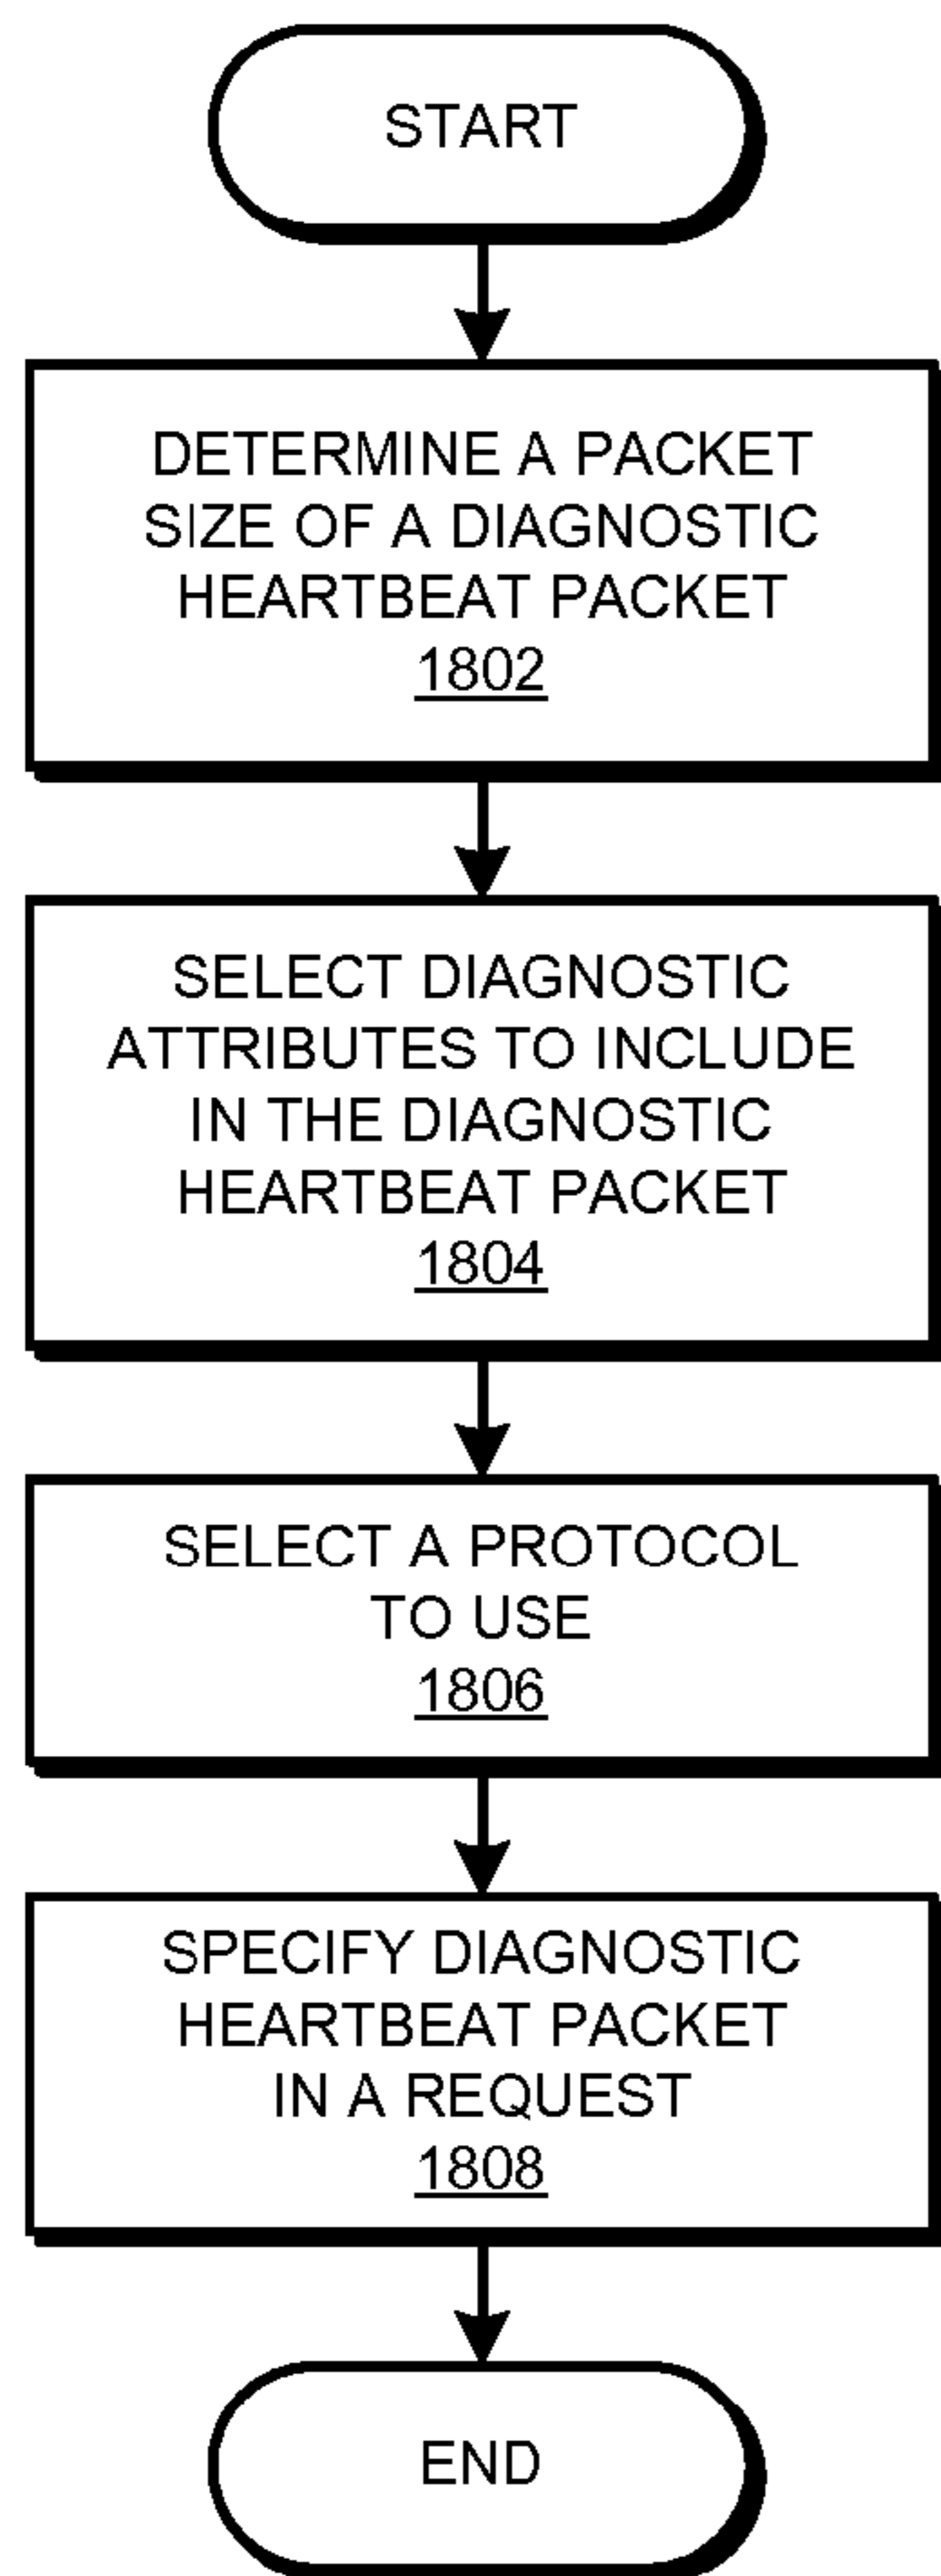 START
DETERMINE A PACKET
SIZE OF A DIAGNOSTIC
HEARTBEAT PACKET
1802
SELECT DIAGNOSTIC
ATTRIBUTES TO INCLUDE
IN THE DIAGNOSTIC
HEARTBEAT PACKET
1804
SELECT A PROTOCOL
TO USE
1806
SPECIFY DIAGNOSTIC
HEARTBEAT PACKET
IN A REQUEST
1808
END